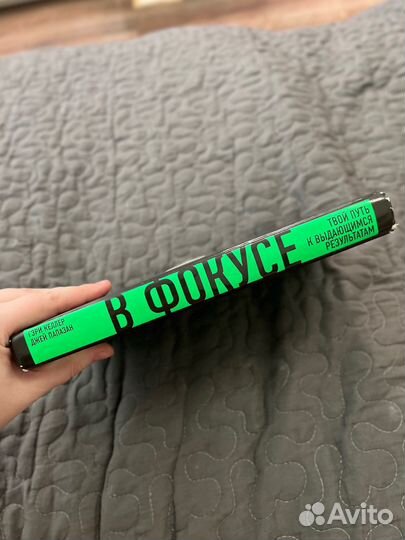 ГЭРИ КЕЛЛЕР
ДЖЕЙ ПАПАЗАН
В ФОКУСЕ
ТВОЙ ПУТЬ
К ВЫДАЮЩИМСЯ
РЕЗУЛЬТАТАМ
Avito